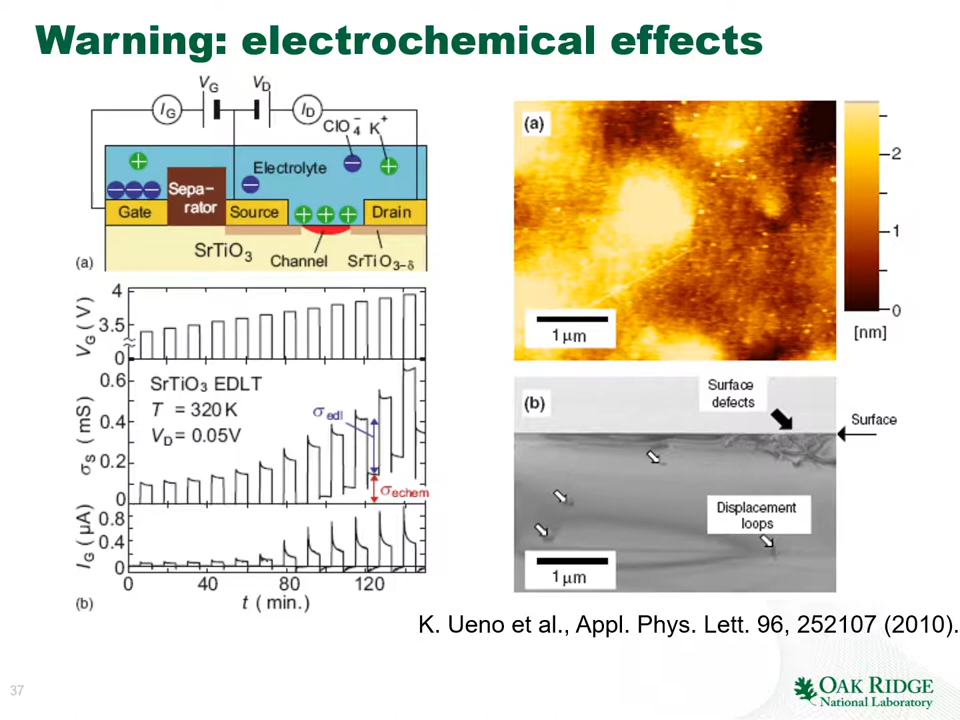 Warning: electrochemical effects
V_G V_D
I_G I_D
ClO4− K+
Electrolyte
Sepa-
rator
Gate Source Drain
SrTiO3
Channel SrTiO3−δ
(a)
4
3.5
0
V_G (V)
0.6
0.4
0.2
0
σ_S (mS)
SrTiO3 EDLT
T = 320 K
V_D = 0.05V
σ_edl
σ_echem
0.8
0.4
I_G (μA)
0 40 80 120
t (min.)
(b)
(a)
1 μm
2
1
0
[nm]
(b)
Surface
defects
Surface
Displacement
loops
1 μm
K. Ueno et al., Appl. Phys. Lett. 96, 252107 (2010).
37
OAK RIDGE
National Laboratory